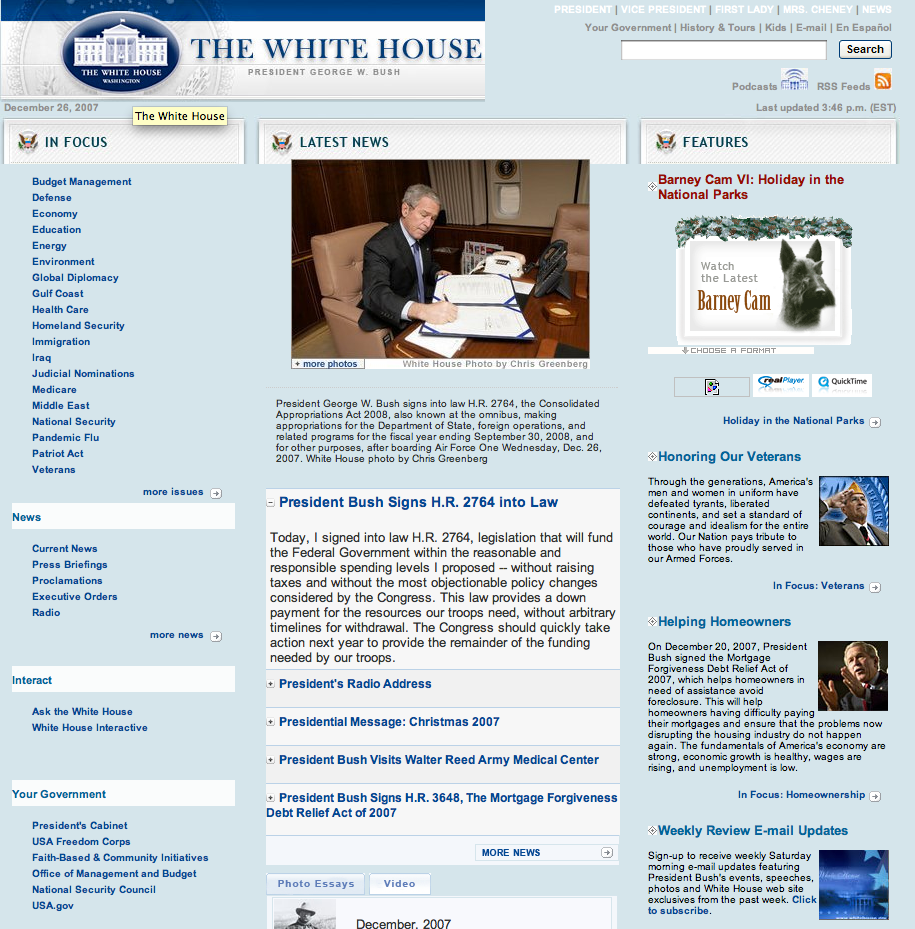 PRESIDENT | VICE PRESIDENT | FIRST LADY | MRS. CHENEY | NEWS
Your Government | History & Tours | Kids | E-mail | En Español
Search
Podcasts
RSS Feeds
THE WHITE HOUSE
WASHINGTON
THE WHITE HOUSE
PRESIDENT GEORGE W. BUSH
December 26, 2007
Last updated 3:46 p.m. (EST)
The White House
IN FOCUS
Budget Management
Defense
Economy
Education
Energy
Environment
Global Diplomacy
Gulf Coast
Health Care
Homeland Security
Immigration
Iraq
Judicial Nominations
Medicare
Middle East
National Security
Pandemic Flu
Patriot Act
Veterans
more issues
News
Current News
Press Briefings
Proclamations
Executive Orders
Radio
more news
Interact
Ask the White House
White House Interactive
Your Government
President's Cabinet
USA Freedom Corps
Faith-Based & Community Initiatives
Office of Management and Budget
National Security Council
USA.gov
LATEST NEWS
+ more photos
White House Photo by Chris Greenberg
President George W. Bush signs into law H.R. 2764, the Consolidated
Appropriations Act 2008, also known at the omnibus, making
appropriations for the Department of State, foreign operations, and
related programs for the fiscal year ending September 30, 2008, and
for other purposes, after boarding Air Force One Wednesday, Dec. 26,
2007. White House photo by Chris Greenberg
President Bush Signs H.R. 2764 into Law
Today, I signed into law H.R. 2764, legislation that will fund
the Federal Government within the reasonable and
responsible spending levels I proposed -- without raising
taxes and without the most objectionable policy changes
considered by the Congress. This law provides a down
payment for the resources our troops need, without arbitrary
timelines for withdrawal. The Congress should quickly take
action next year to provide the remainder of the funding
needed by our troops.
President's Radio Address
Presidential Message: Christmas 2007
President Bush Visits Walter Reed Army Medical Center
President Bush Signs H.R. 3648, The Mortgage Forgiveness
Debt Relief Act of 2007
MORE NEWS
Photo Essays
Video
December, 2007
FEATURES
Barney Cam VI: Holiday in the
National Parks
Watch
the Latest
Barney Cam
CHOOSE A FORMAT
realPlayer
QuickTime
Holiday in the National Parks
Honoring Our Veterans
Through the generations, America's
men and women in uniform have
defeated tyrants, liberated
continents, and set a standard of
courage and idealism for the entire
world. Our Nation pays tribute to
those who have proudly served in
our Armed Forces.
In Focus: Veterans
Helping Homeowners
On December 20, 2007, President
Bush signed the Mortgage
Forgiveness Debt Relief Act of
2007, which helps homeowners in
need of assistance avoid
foreclosure. This will help
homeowners having difficulty paying
their mortgages and ensure that the problems now
disrupting the housing industry do not happen
again. The fundamentals of America's economy are
strong, economic growth is healthy, wages are
rising, and unemployment is low.
In Focus: Homeownership
Weekly Review E-mail Updates
Sign-up to receive weekly Saturday
morning e-mail updates featuring
President Bush's events, speeches,
photos and White House web site
exclusives from the past week. Click
to subscribe.
www.whitehouse.gov